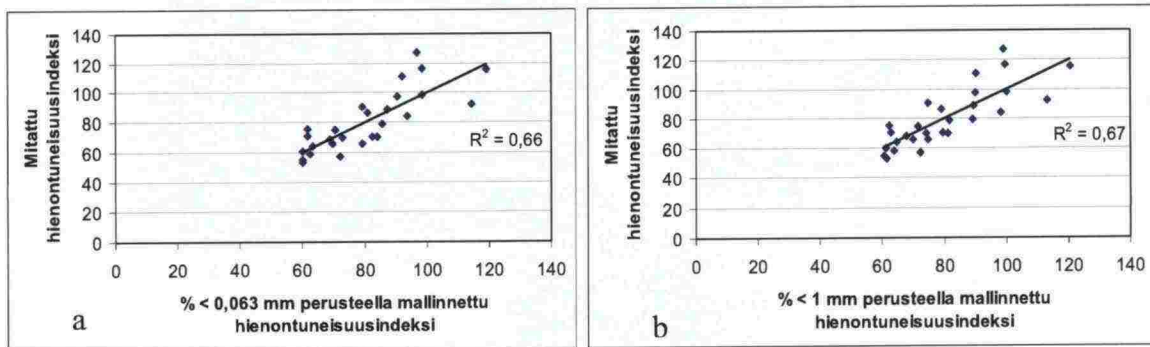 Mitattu
hienontuneisuusindeksi
140
120
100
80
60
40
20
0
R² = 0,66
0 20 40 60 80 100 120 140
% < 0,063 mm perusteella mallinnettu
hienontuneisuusindeksi
a
Mitattu
hienontuneisuusindeksi
140
120
100
80
60
40
20
0
R² = 0,67
0 20 40 60 80 100 120 140
% < 1 mm perusteella mallinnettu
hienontuneisuusindeksi
b